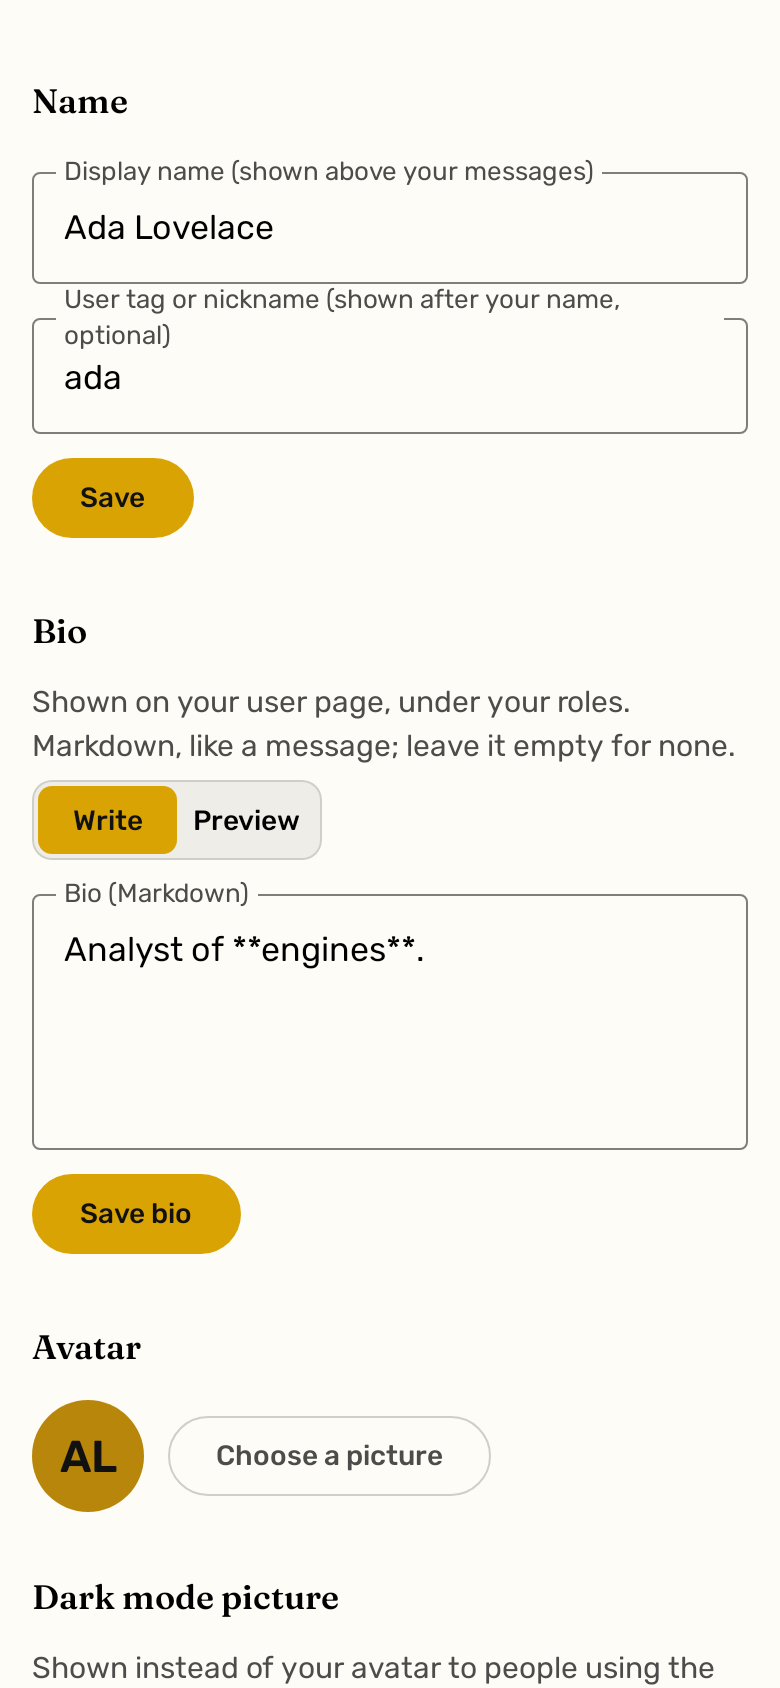 Name
Display name (shown above your messages)
Ada Lovelace
User tag or nickname (shown after your name,
optional)
ada
Save
Bio
Shown on your user page, under your roles.
Markdown, like a message; leave it empty for none.
Write Preview
Bio (Markdown)
Analyst of **engines**.
Save bio
Avatar
AL Choose a picture
Dark mode picture
Shown instead of your avatar to people using the